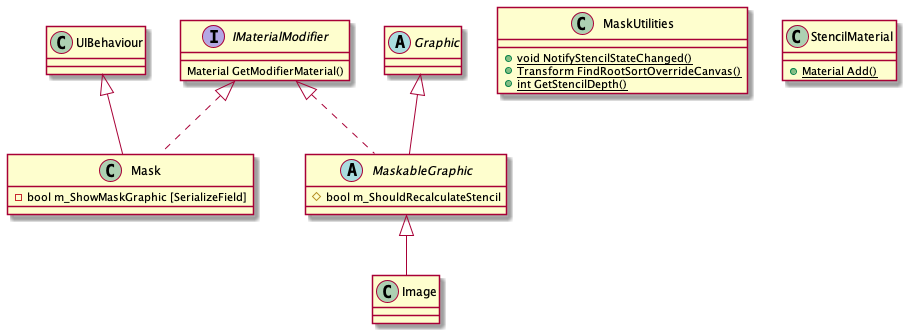 C UIBehaviour
I IMaterialModifier
Material GetModifierMaterial()
A Graphic
C MaskUtilities
void NotifyStencilStateChanged()
Transform FindRootSortOverrideCanvas()
int GetStencilDepth()
C StencilMaterial
Material Add()
C Mask
bool m_ShowMaskGraphic [SerializeField]
A MaskableGraphic
bool m_ShouldRecalculateStencil
C Image